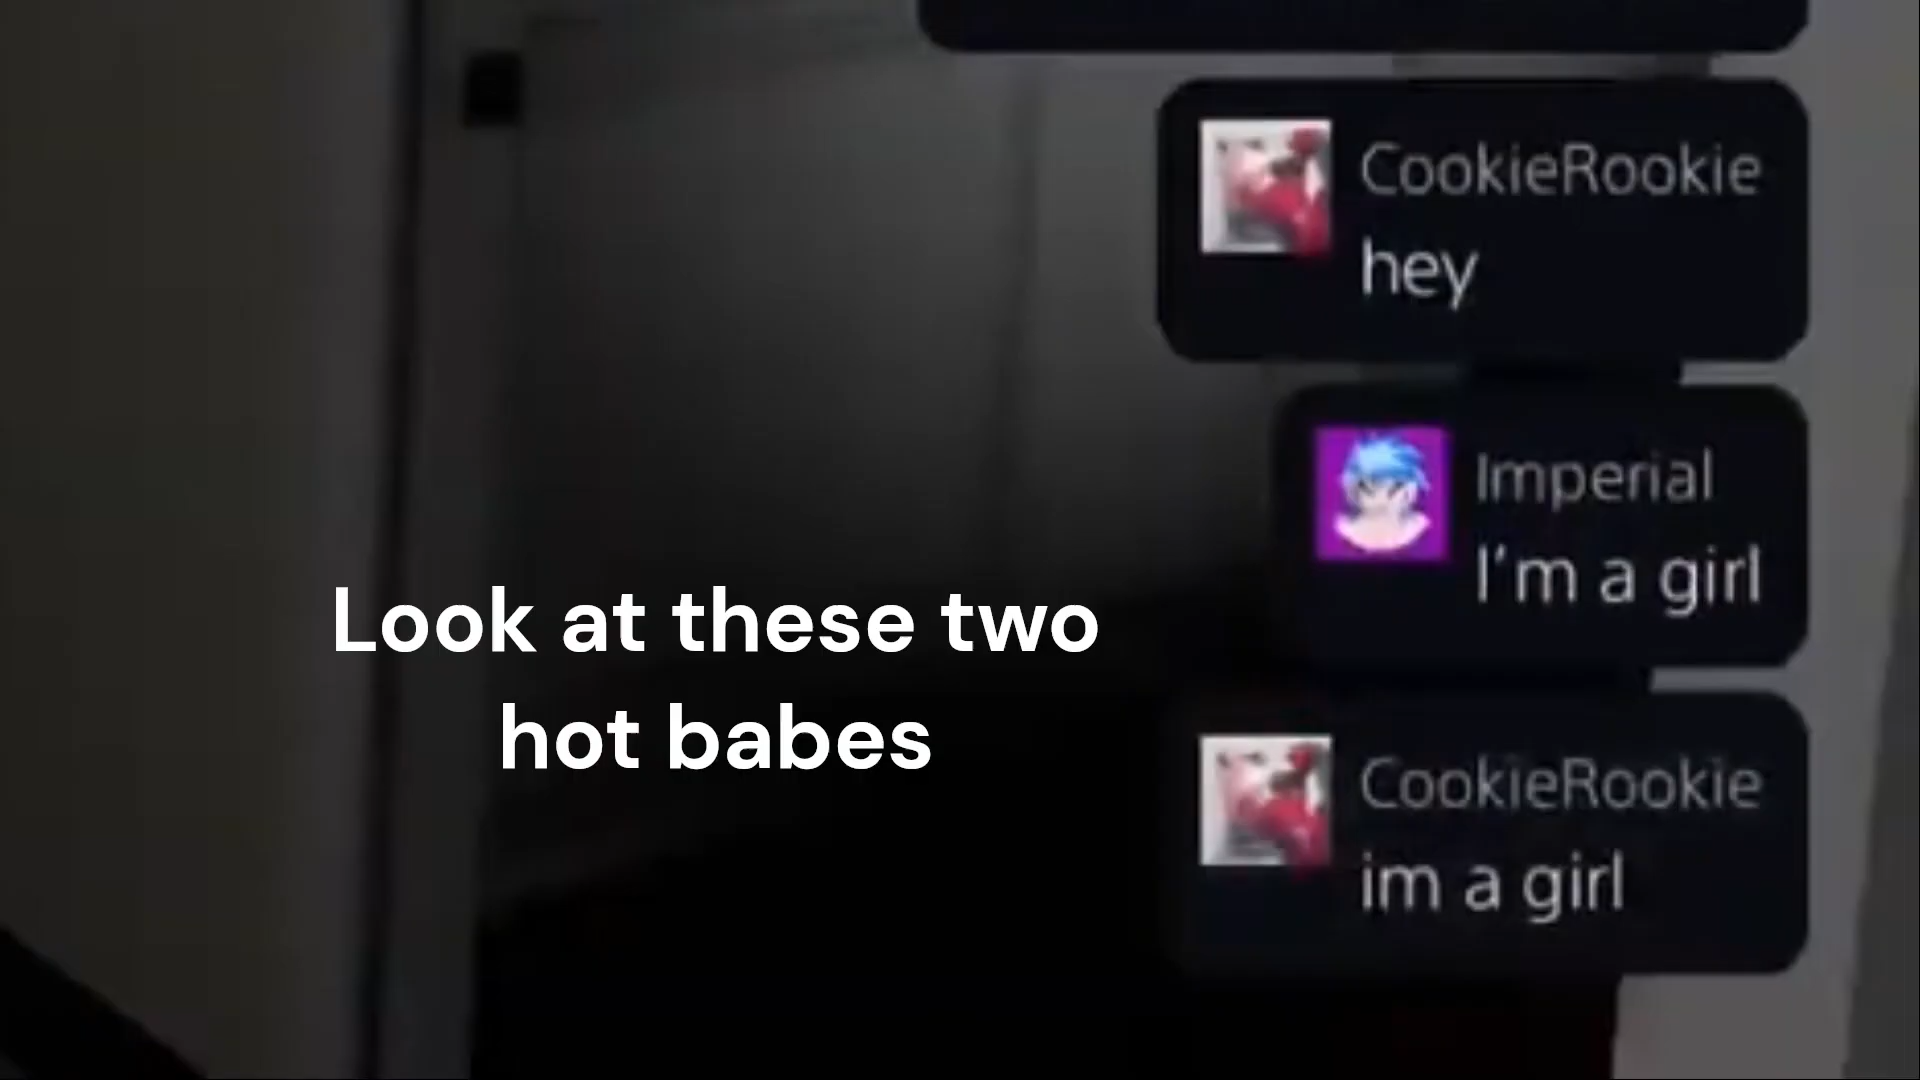 CookieRookie
hey
Imperial
I'm a girl
Look at these two
hot babes
CookieRookie
im a girl